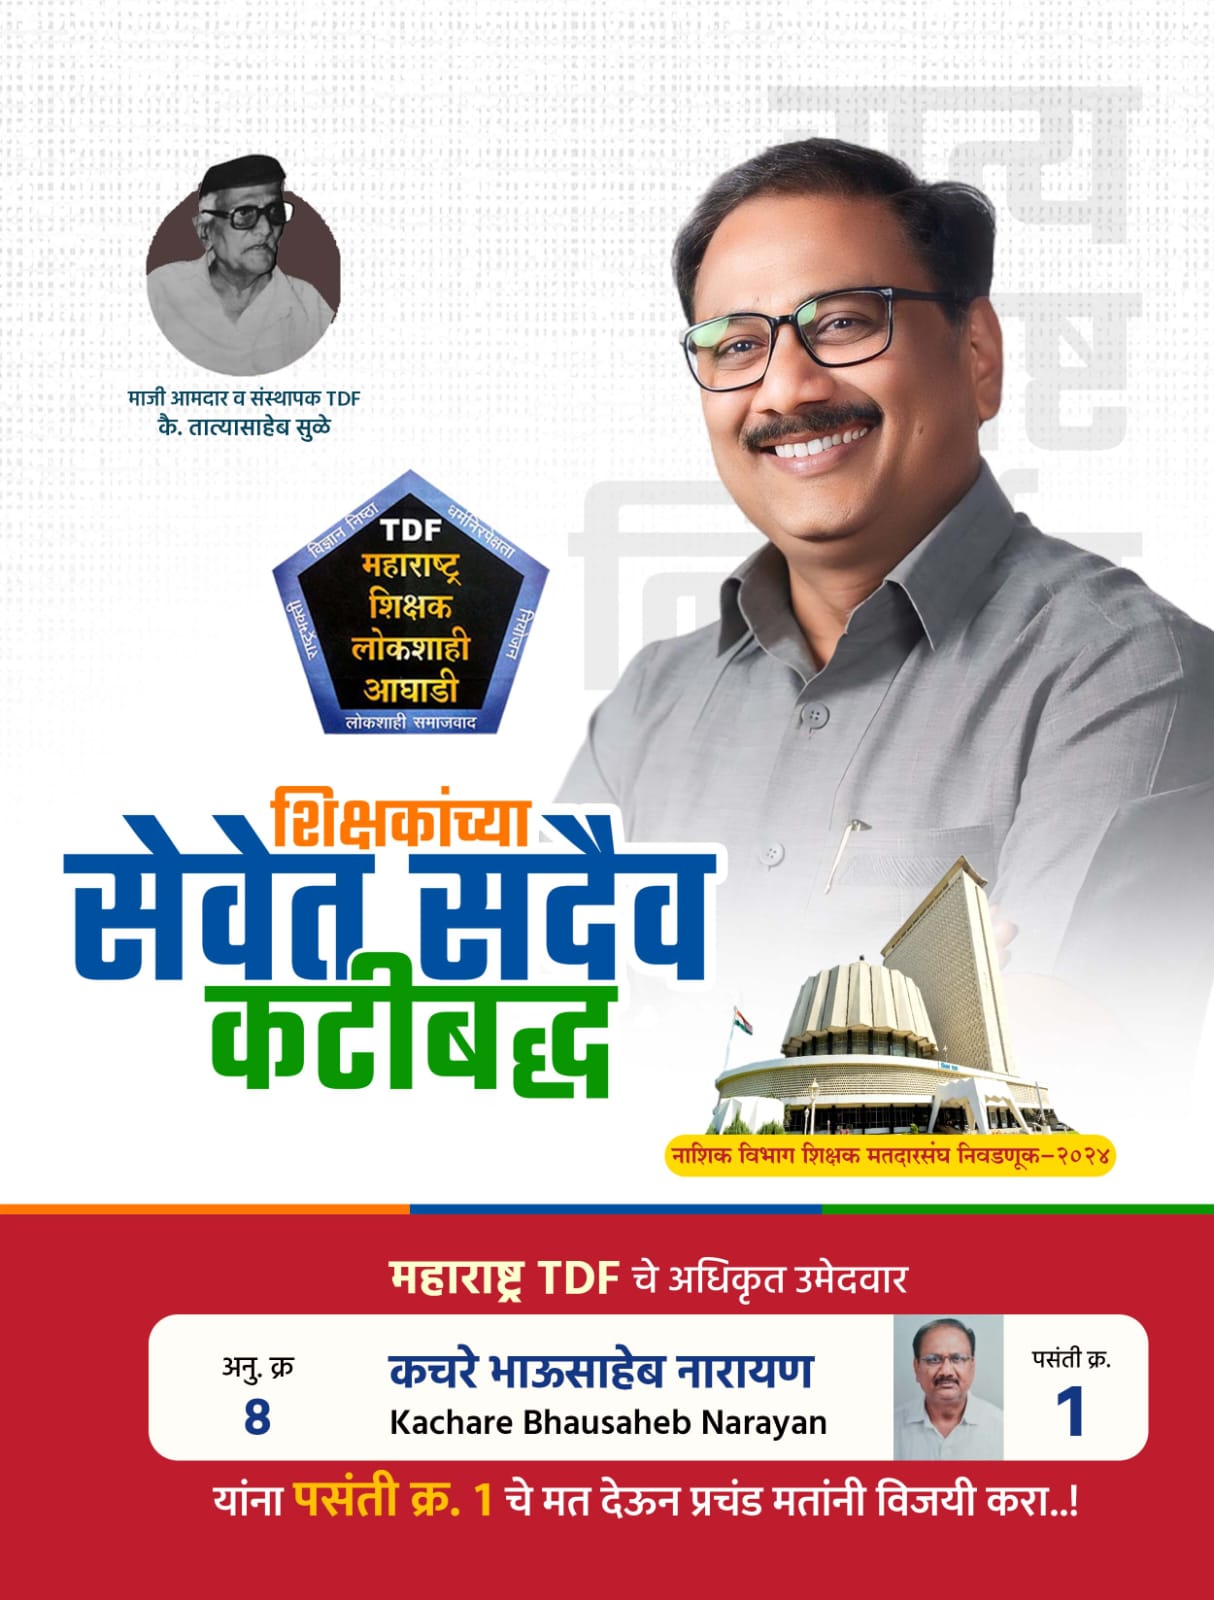 माजी आमदार व संस्थापक TDF
कै. तात्यासाहेब सुळे
विज्ञान निष्ठा
धर्मनिरपेक्षता
राष्ट्रभक्ती
नियोजन
TDF
महाराष्ट्र
शिक्षक
लोकशाही
आघाडी
लोकशाही समाजवाद
शिक्षकांच्या
सेवेत सदैव
कटीबद्ध
नाशिक विभाग शिक्षक मतदारसंघ निवडणूक–२०२४
महाराष्ट्र TDF चे अधिकृत उमेदवार
अनु. क्र
8
कचरे भाऊसाहेब नारायण
Kachare Bhausaheb Narayan
पसंती क्र.
1
यांना पसंती क्र. 1 चे मत देऊन प्रचंड मतांनी विजयी करा..!